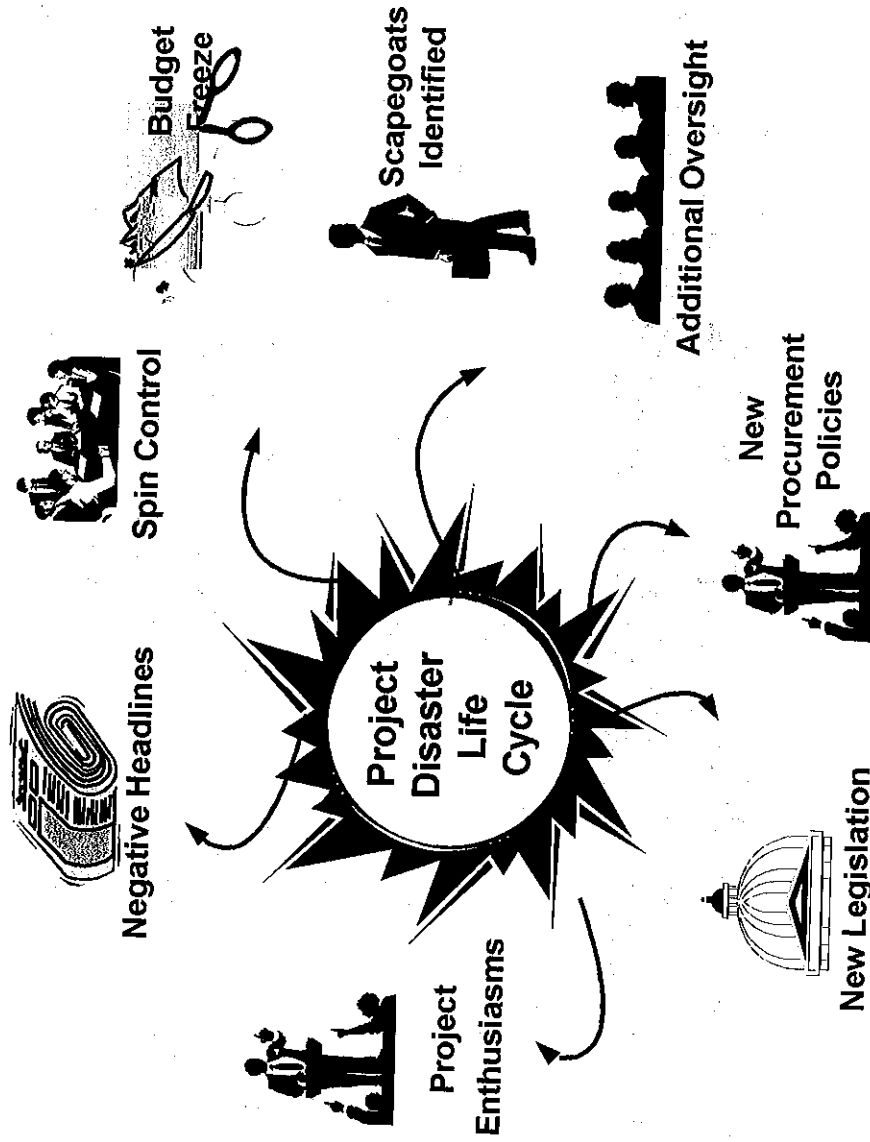 Negative Headlines
Spin Control
Budget
Freeze
Scapegoats
Identified
Additional Oversight
New
Procurement
Policies
New Legislation
Project
Enthusiasms
Project
Disaster
Life
Cycle